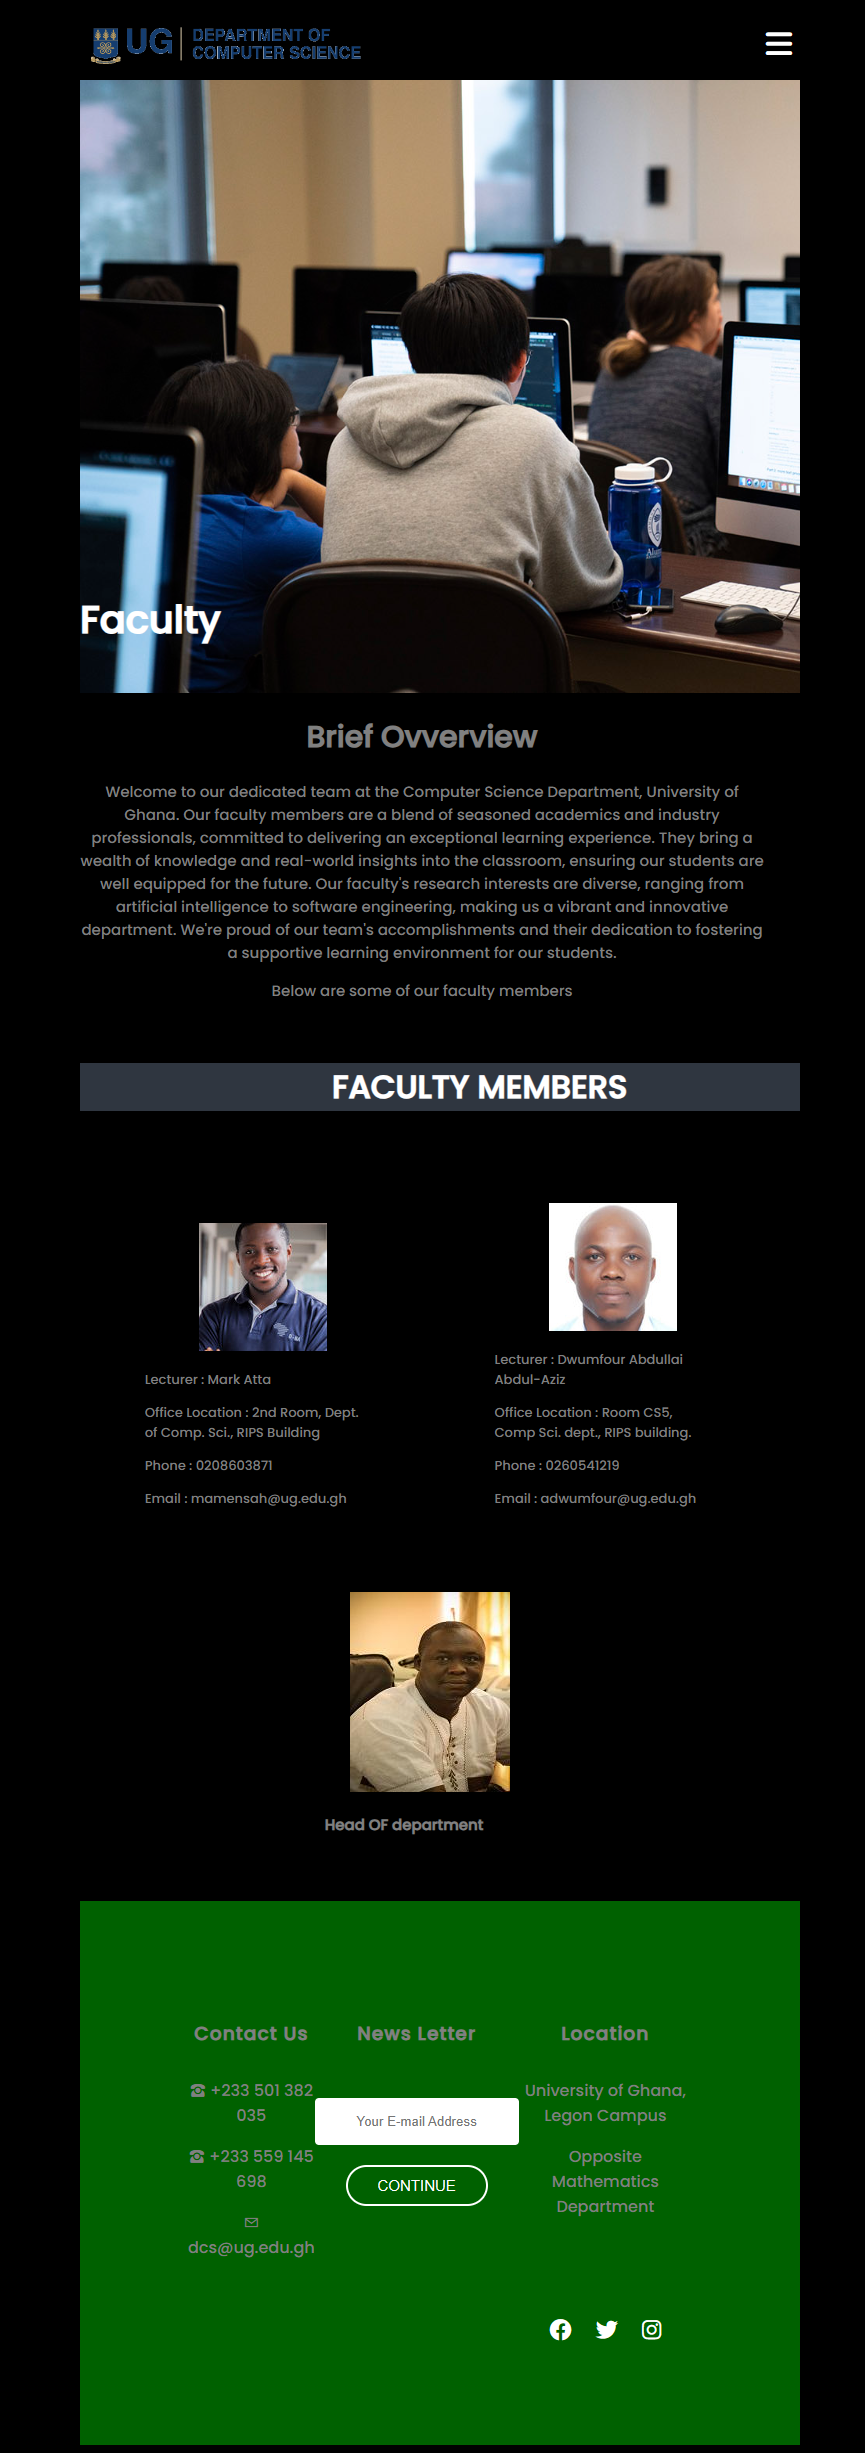 UG | DEPARTMENT OF
COMPUTER SCIENCE
Faculty
Brief Ovverview
Welcome to our dedicated team at the Computer Science Department, University of
Ghana. Our faculty members are a blend of seasoned academics and industry
professionals, committed to delivering an exceptional learning experience. They bring a
wealth of knowledge and real-world insights into the classroom, ensuring our students are
well equipped for the future. Our faculty's research interests are diverse, ranging from
artificial intelligence to software engineering, making us a vibrant and innovative
department. We're proud of our team's accomplishments and their dedication to fostering
a supportive learning environment for our students.
Below are some of our faculty members
FACULTY MEMBERS
Lecturer : Mark Atta
Office Location : 2nd Room, Dept.
of Comp. Sci., RIPS Building
Phone : 0208603871
Email : mamensah@ug.edu.gh
Lecturer : Dwumfour Abdullai
Abdul-Aziz
Office Location : Room CS5,
Comp Sci. dept., RIPS building.
Phone : 0260541219
Email : adwumfour@ug.edu.gh
Head OF department
Contact Us
+233 501 382
035
+233 559 145
698
dcs@ug.edu.gh
News Letter
Your E-mail Address
CONTINUE
Location
University of Ghana,
Legon Campus
Opposite
Mathematics
Department